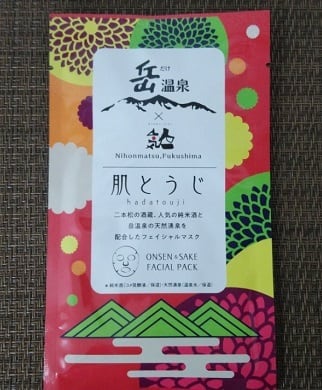 岳
だけ
温泉
×
Nihonmatsu,Fukushima
肌とうじ
hadatouji
二本松の酒蔵、人気の純米酒と
岳温泉の天然湧泉を
配合したフェイシャルマスク
ONSEN&SAKE
FACIAL PACK